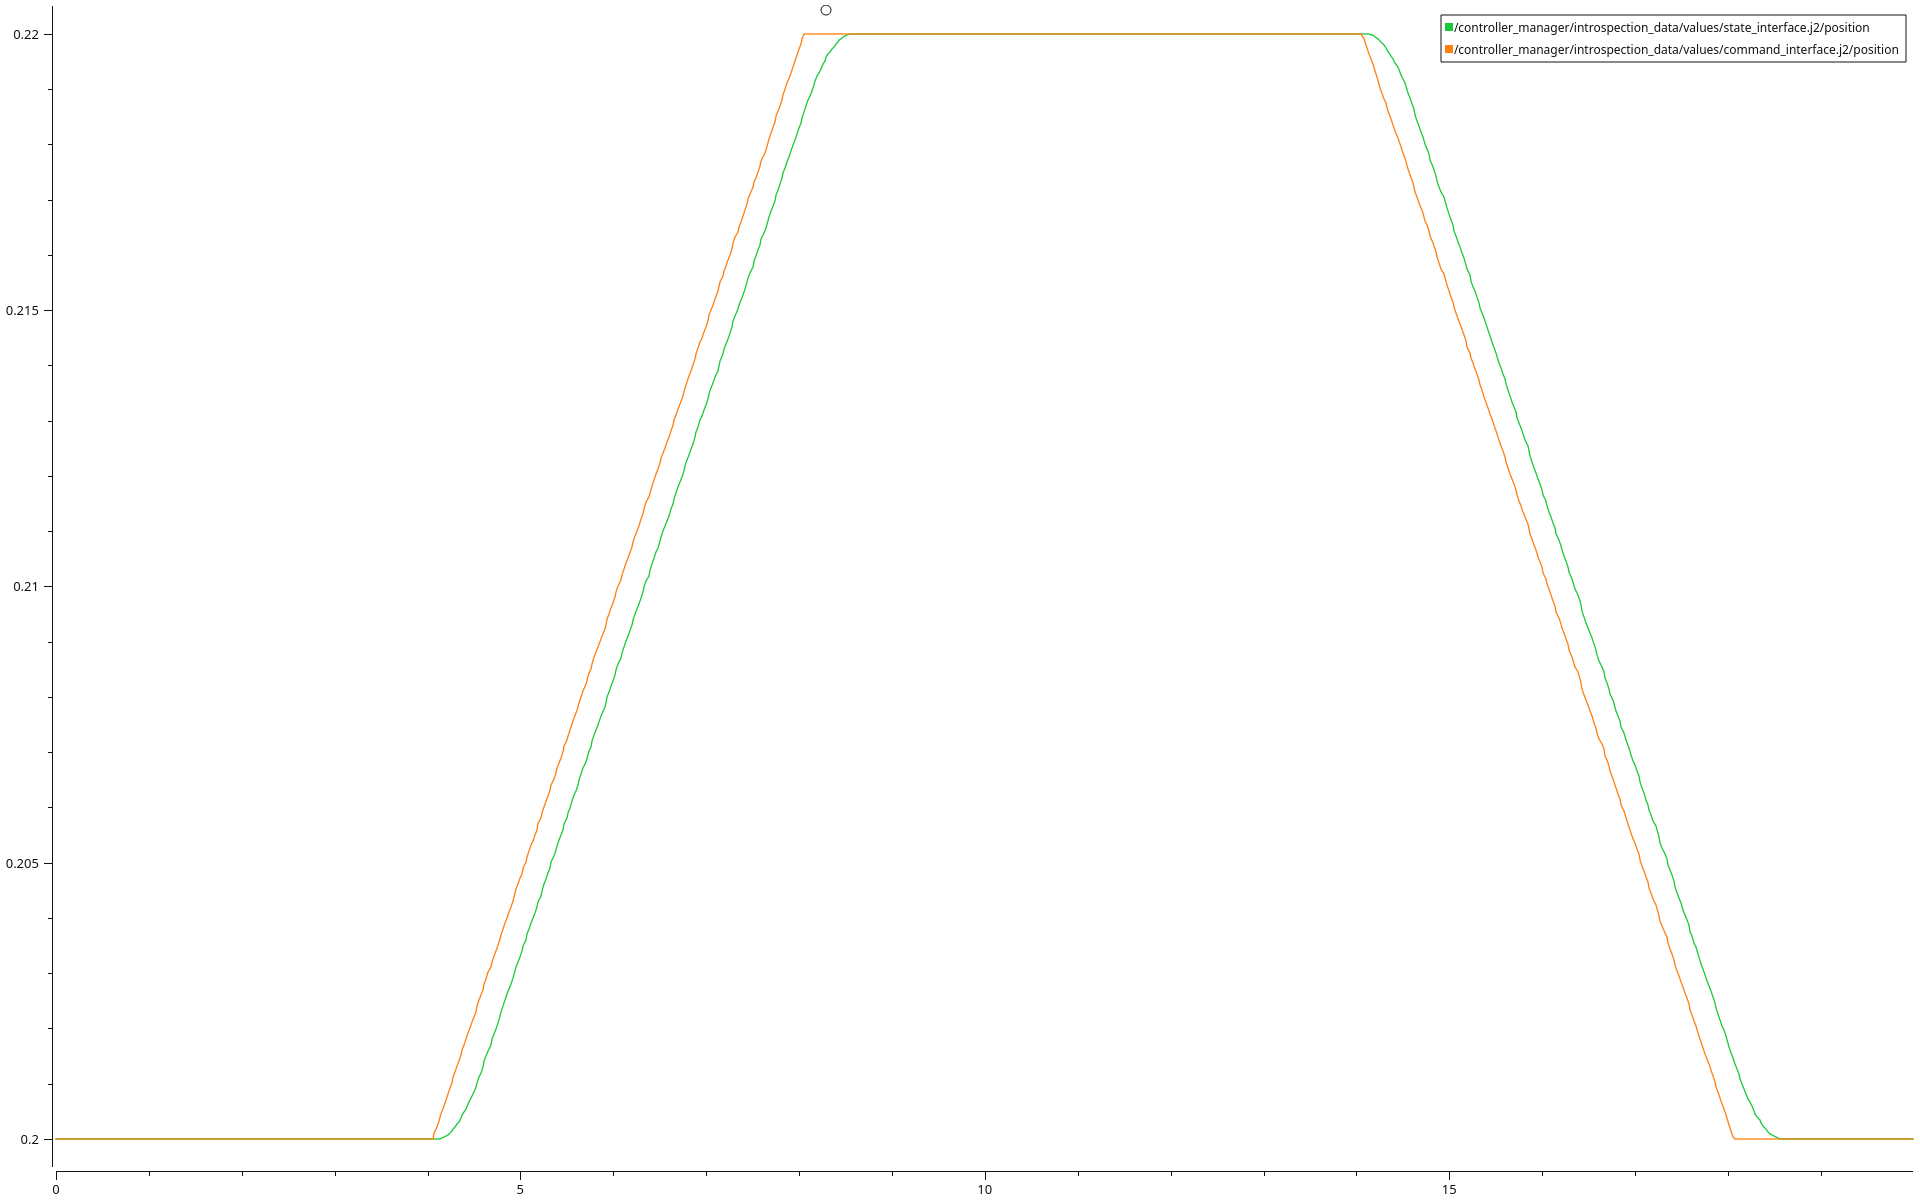 /controller_manager/introspection_data/values/state_interface.j2/position
/controller_manager/introspection_data/values/command_interface.j2/position
0.22
0.215
0.21
0.205
0.2
0 5 10 15